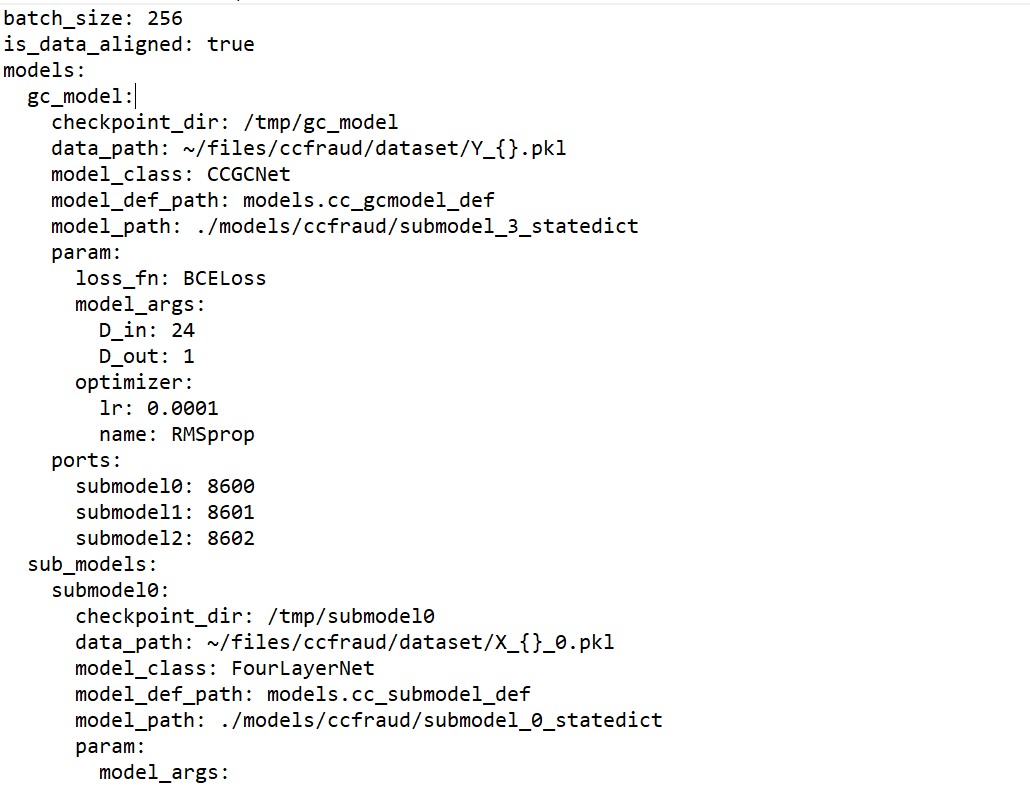 batch_size: 256
is_data_aligned: true
models:
  gc_model:
    checkpoint_dir: /tmp/gc_model
    data_path: ~/files/ccfraud/dataset/Y_{}.pkl
    model_class: CCGCNet
    model_def_path: models.cc_gcmodel_def
    model_path: ./models/ccfraud/submodel_3_statedict
    param:
      loss_fn: BCELoss
      model_args:
        D_in: 24
        D_out: 1
      optimizer:
        lr: 0.0001
        name: RMSprop
    ports:
      submodel0: 8600
      submodel1: 8601
      submodel2: 8602
  sub_models:
    submodel0:
      checkpoint_dir: /tmp/submodel0
      data_path: ~/files/ccfraud/dataset/X_{}_0.pkl
      model_class: FourLayerNet
      model_def_path: models.cc_submodel_def
      model_path: ./models/ccfraud/submodel_0_statedict
      param:
        model_args: